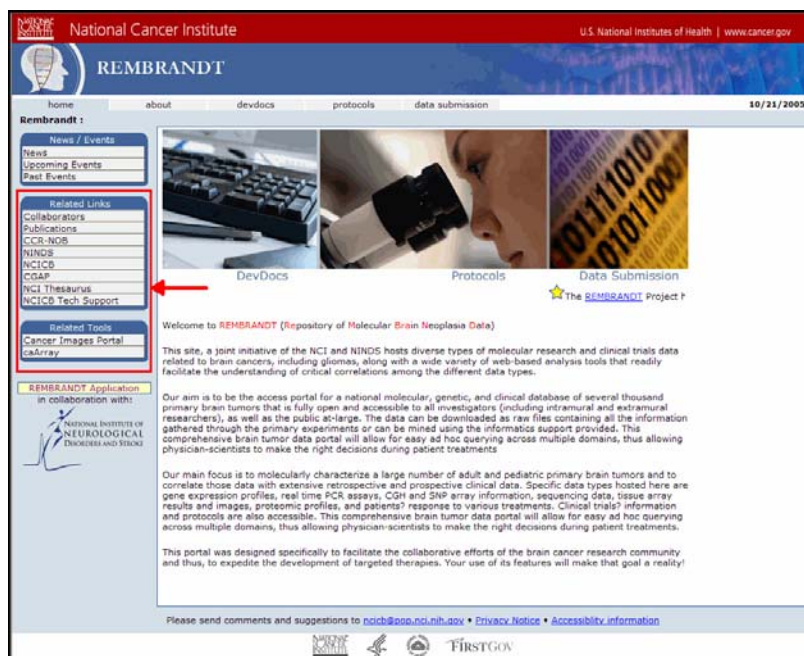 NATIONAL CANCER INSTITUTE
National Cancer Institute
U.S. National Institutes of Health | www.cancer.gov
REMBRANDT
home about devdocs protocols data submission 10/21/2005
Rembrandt :
News / Events
News
Upcoming Events
Past Events
Related Links
Collaborators
Publications
CCR-NOB
NINDS
NCICB
CGAP
NCI Thesaurus
NCICB Tech Support
Related Tools
Cancer Images Portal
caArray
REMBRANDT Application
in collaboration with:
NATIONAL INSTITUTE OF
NEUROLOGICAL
DISORDERS AND STROKE
DevDocs Protocols Data Submission
The REMBRANDT Project
Welcome to REMBRANDT (Repository of Molecular Brain Neoplasia Data)
This site, a joint initiative of the NCI and NINDS hosts diverse types of molecular research and clinical trials data
related to brain cancers, including gliomas, along with a wide variety of web-based analysis tools that readily
facilitate the understanding of critical correlations among the different data types.
Our aim is to be the access portal for a national molecular, genetic, and clinical database of several thousand
primary brain tumors that is fully open and accessible to all investigators (including intramural and extramural
researchers), as well as the public at-large. The data can be downloaded as raw files containing all the information
gathered through the primary experiments or can be mined using the informatics support provided. This
comprehensive brain tumor data portal will allow for easy ad hoc querying across multiple domains, thus allowing
physician-scientists to make the right decisions during patient treatments
Our main focus is to molecularly characterize a large number of adult and pediatric primary brain tumors and to
correlate those data with extensive retrospective and prospective clinical data. Specific data types hosted here are
gene expression profiles, real time PCR assays, CGH and SNP array information, sequencing data, tissue array
results and images, proteomic profiles, and patients? response to various treatments. Clinical trials? information
and protocols are also accessible. This comprehensive brain tumor data portal will allow for easy ad hoc querying
across multiple domains, thus allowing physician-scientists to make the right decisions during patient treatments.
This portal was designed specifically to facilitate the collaborative efforts of the brain cancer research community
and thus, to expedite the development of targeted therapies. Your use of its features will make that goal a reality!
Please send comments and suggestions to ncicb@pop.nci.nih.gov • Privacy Notice • Accessiblity information
NATIONAL CANCER INSTITUTE FIRSTGOV